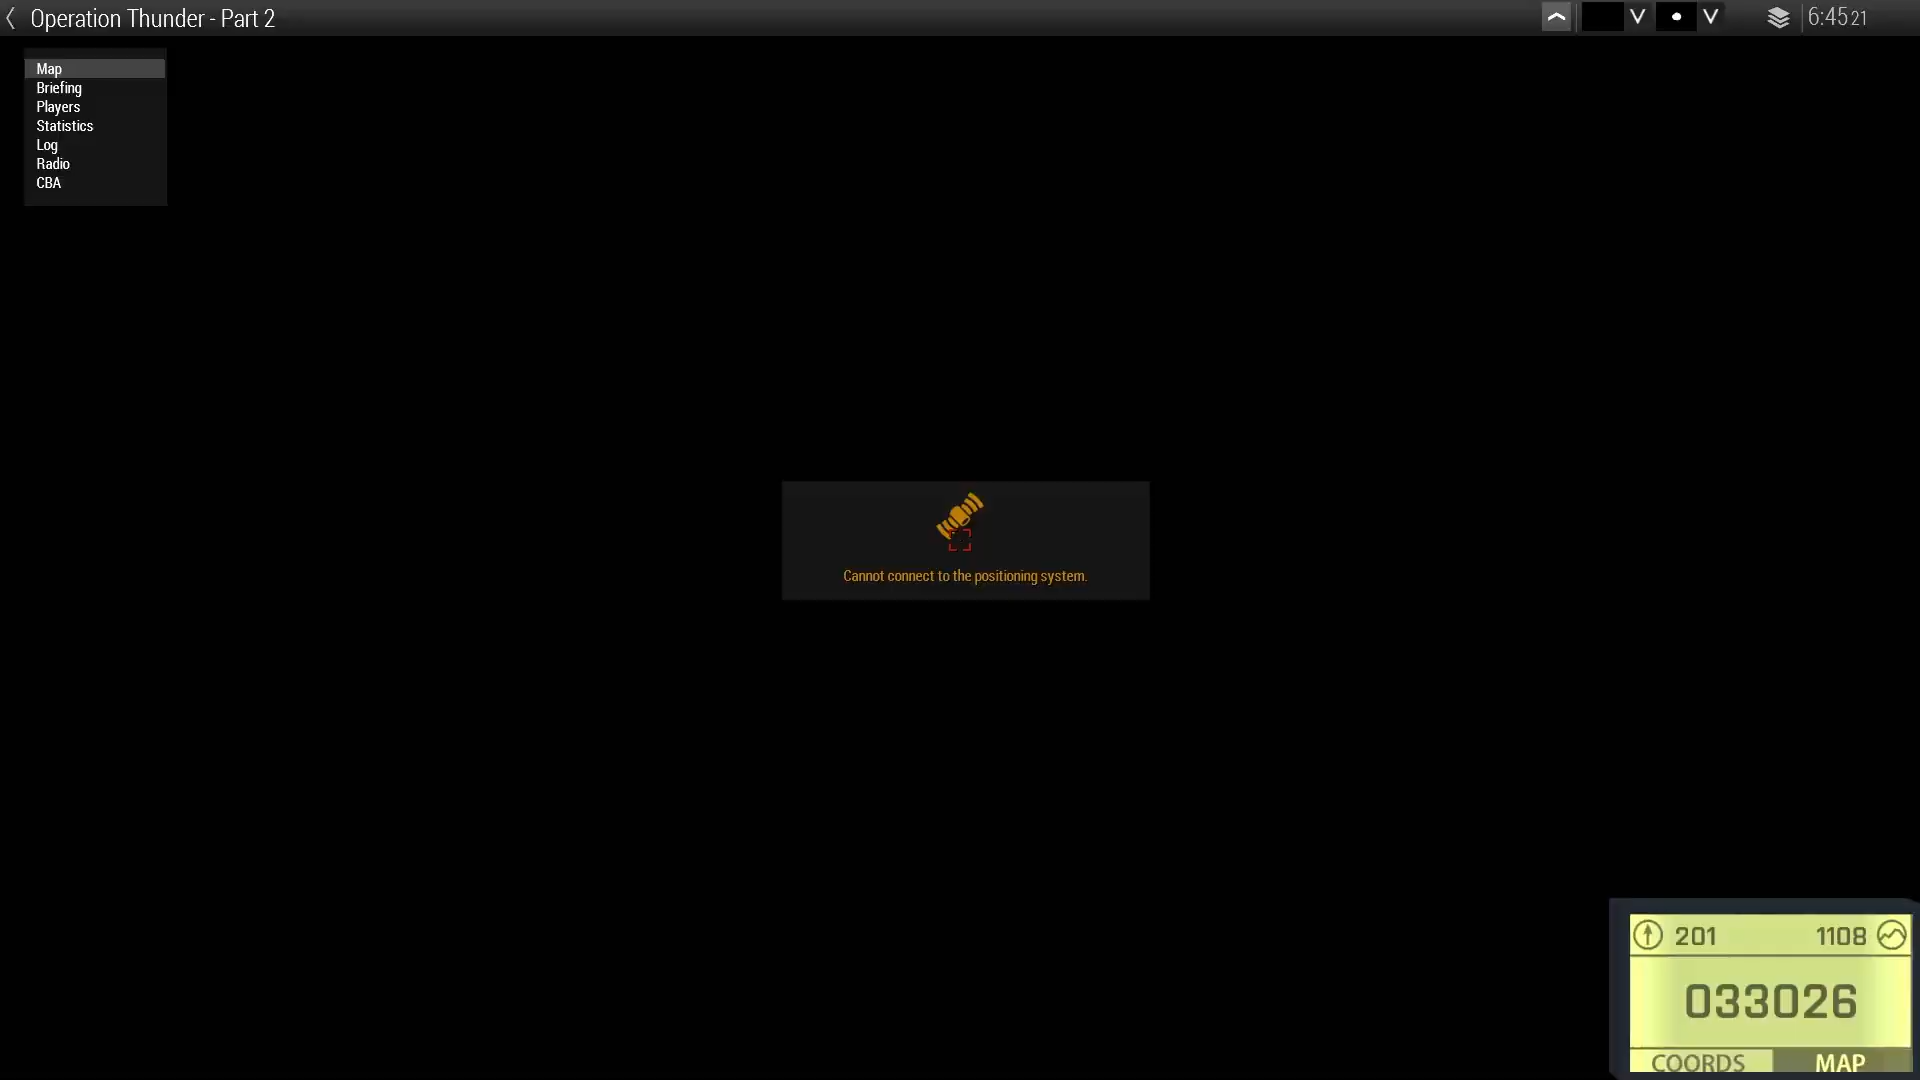 Operation Thunder - Part 2
6:45 21
Map
Briefing
Players
Statistics
Log
Radio
CBA
Cannot connect to the positioning system.
201 1108
033026
COORDS MAP